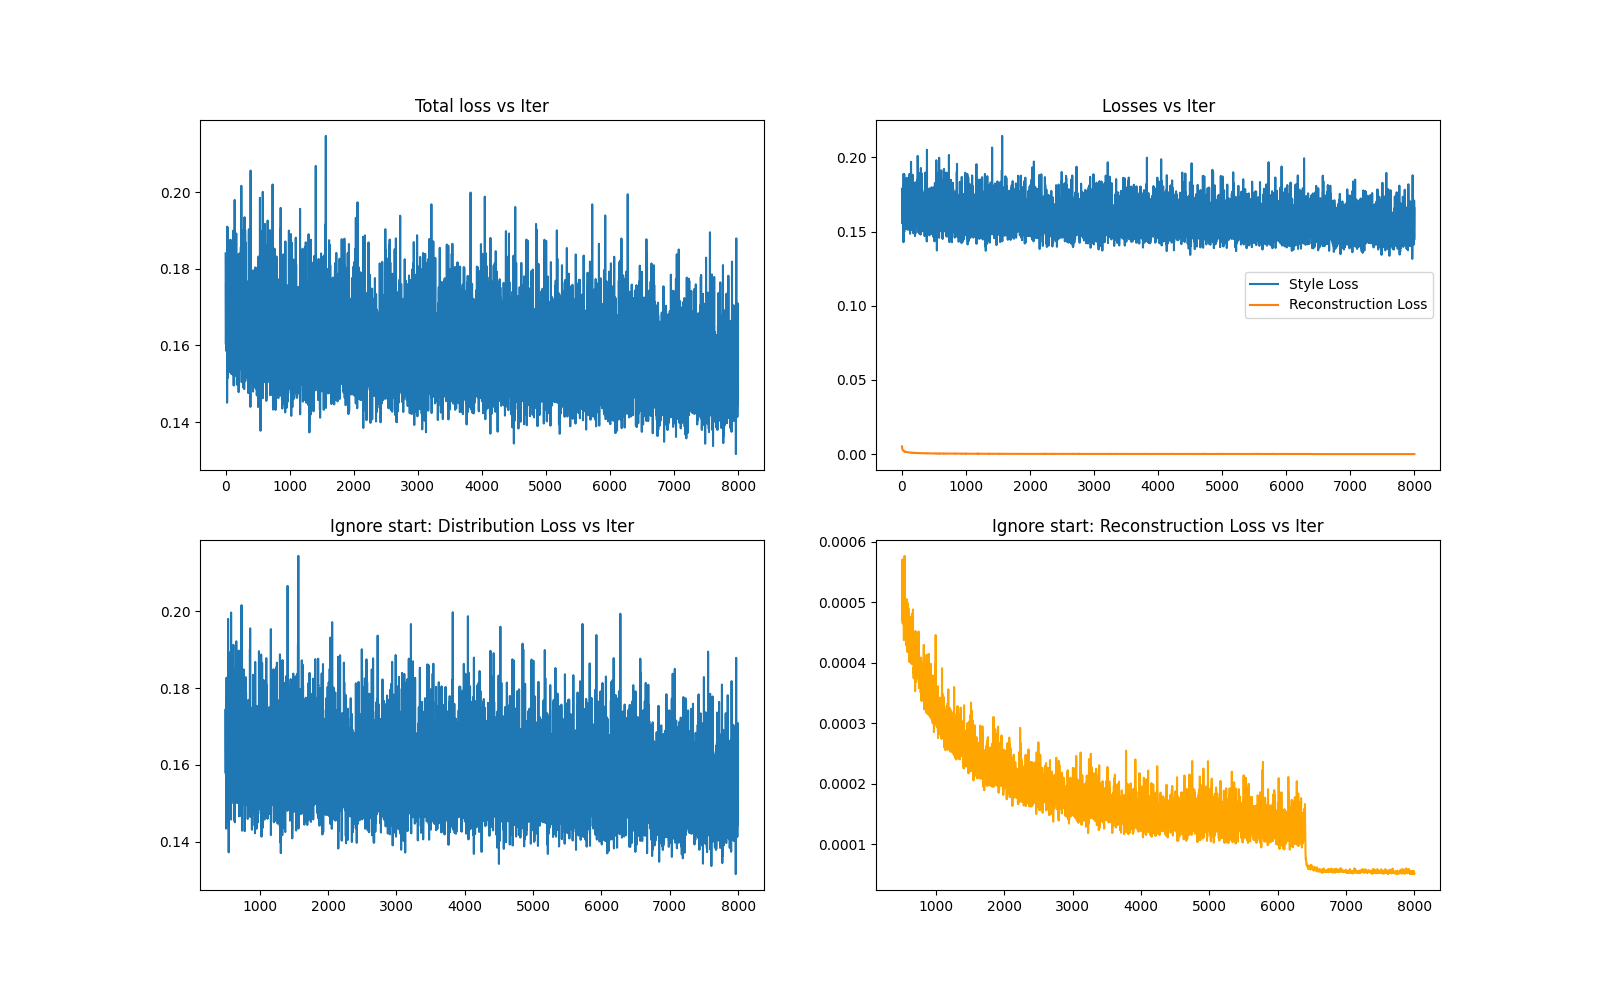 Total loss vs Iter
0.20
0.18
0.16
0.14
0 1000 2000 3000 4000 5000 6000 7000 8000
Losses vs Iter
0.20
0.15
0.10
0.05
0.00
Style Loss
Reconstruction Loss
0 1000 2000 3000 4000 5000 6000 7000 8000
Ignore start: Distribution Loss vs Iter
0.20
0.18
0.16
0.14
1000 2000 3000 4000 5000 6000 7000 8000
Ignore start: Reconstruction Loss vs Iter
0.0006
0.0005
0.0004
0.0003
0.0002
0.0001
1000 2000 3000 4000 5000 6000 7000 8000